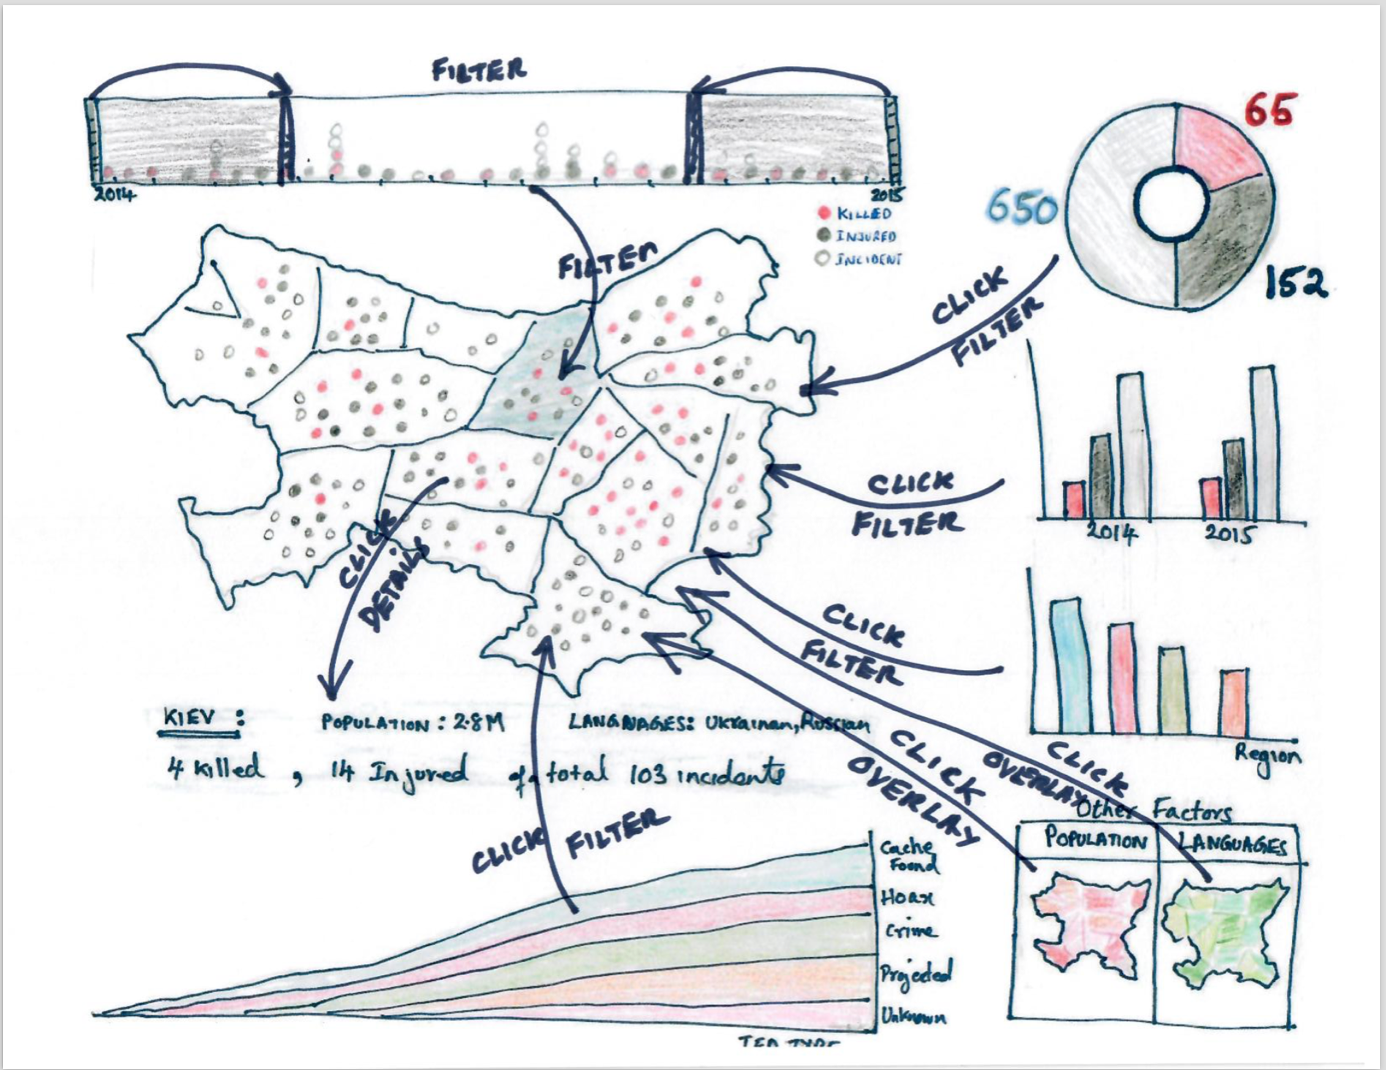 FILTER
2014
2015
KILLED
INJURED
INCIDENT
FILTER
65
650
152
CLICK
FILTER
2014
2015
CLICK
FILTER
CLICK
DETAILS
CLICK
FILTER
Region
KIEV :
POPULATION : 2.8M
LANGNAGES: Ukrainan, Russian
4 Killed , 14 Injured of a total 103 incidents
CLICK
OVERLAY
CLICK
OVERLAY
CLICK
FILTER
Other Factors
POPULATION
LANGUAGES
Cache
Found
Hoax
Crime
Projected
Unknown